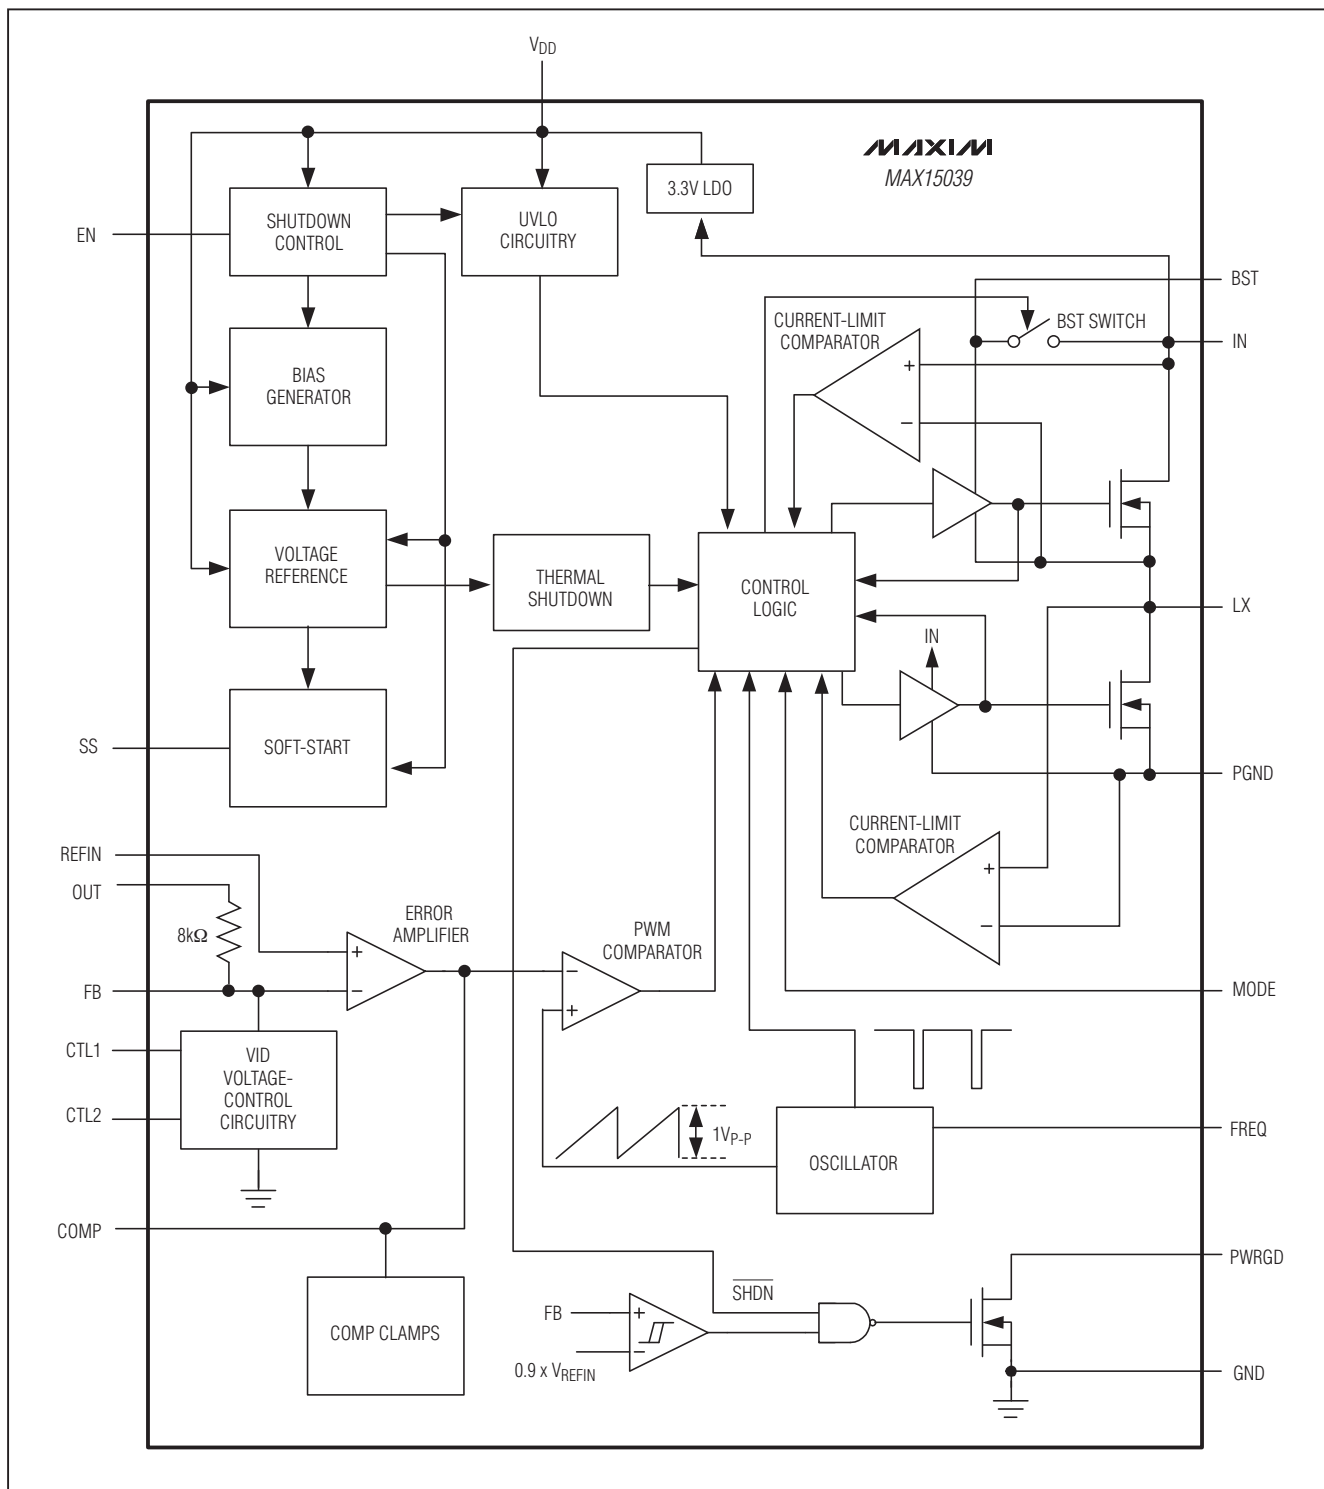 VDD
MAXIM
MAX15039
3.3V LDO
SHUTDOWN
CONTROL
UVLO
CIRCUITRY
EN
BST
CURRENT-LIMIT
COMPARATOR
BST SWITCH
IN
+
−
BIAS
GENERATOR
VOLTAGE
REFERENCE
THERMAL
SHUTDOWN
CONTROL
LOGIC
LX
IN
SOFT-START
SS
PGND
CURRENT-LIMIT
COMPARATOR
+
−
REFIN
OUT
8kΩ
ERROR
AMPLIFIER
+
−
PWM
COMPARATOR
−
+
FB
MODE
CTL1
CTL2
VID
VOLTAGE-
CONTROL
CIRCUITRY
1VP-P
OSCILLATOR
FREQ
COMP
COMP CLAMPS
PWRGD
SHDN
FB
+
−
0.9 x VREFIN
GND